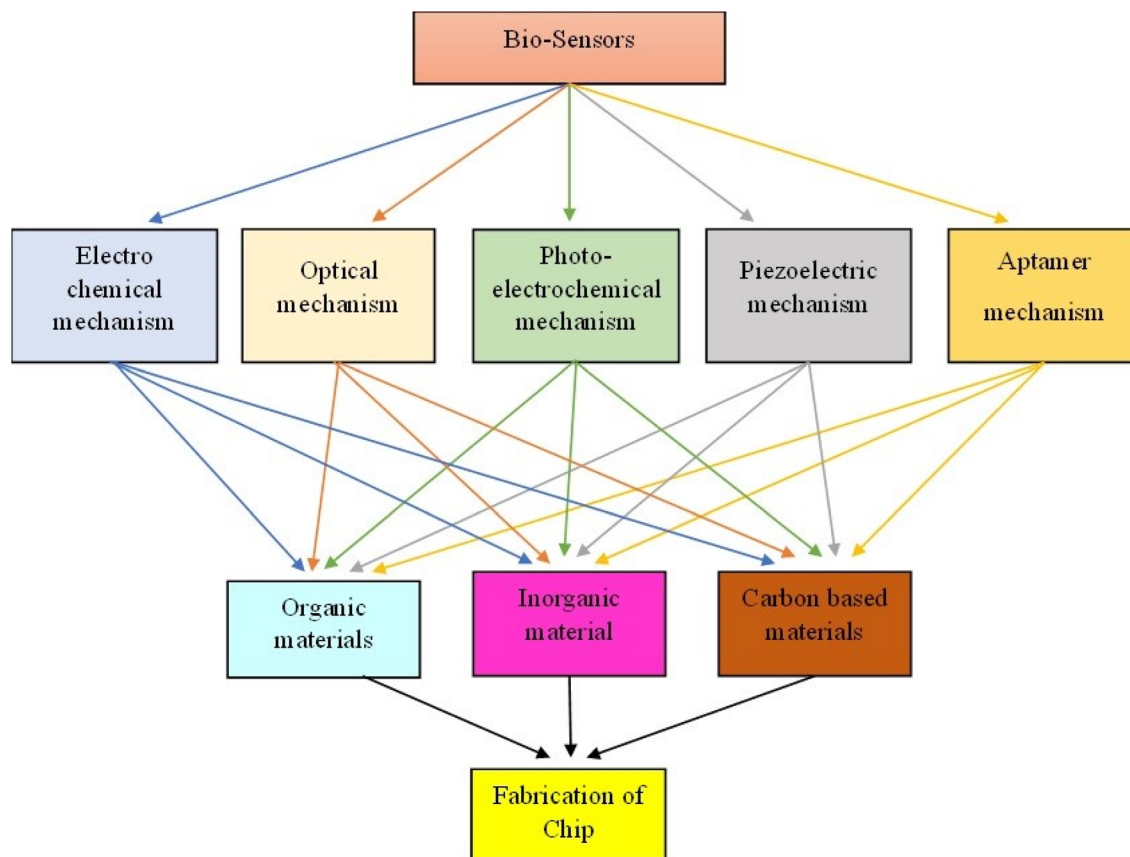 Bio-Sensors
Electro
chemical
mechanism
Optical
mechanism
Photo-
electrochemical
mechanism
Piezoelectric
mechanism
Aptamer
mechanism
Organic
materials
Inorganic
material
Carbon based
materials
Fabrication of
Chip